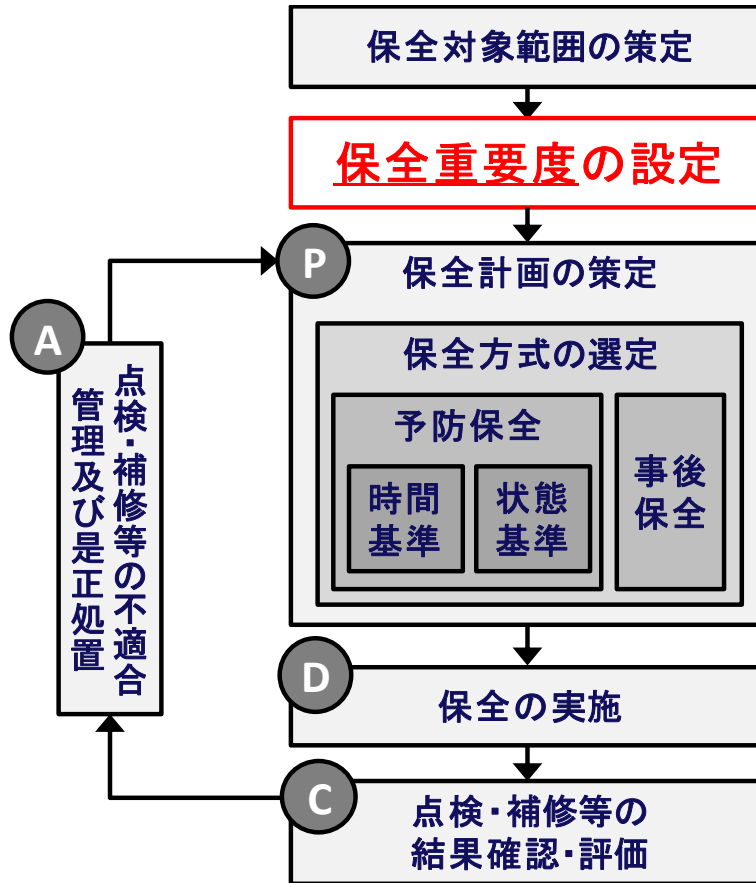 保全対象範囲の策定
保全重要度の設定
P
保全計画の策定
保全方式の選定
予防保全
時間
基準
状態
基準
事後
保全
D
保全の実施
C
点検・補修等の
結果確認・評価
A
点検・補修等の不適合
管理及び是正処置